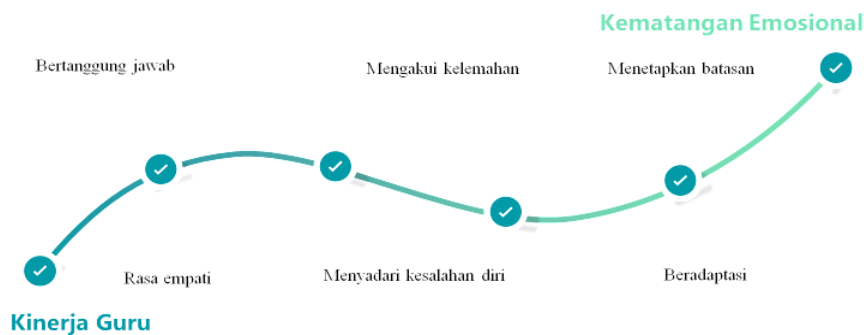 Kematangan Emosional
Bertanggung jawab
Mengakui kelemahan
Menetapkan batasan
Rasa empati
Menyadari kesalahan diri
Beradaptasi
Kinerja Guru